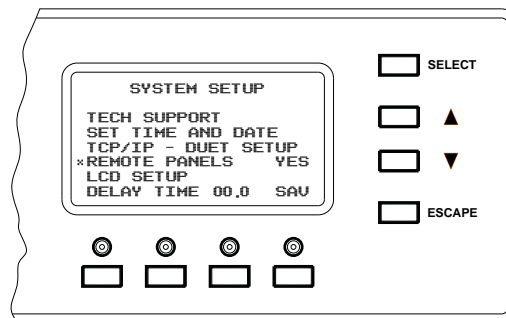 SYSTEM SETUP
TECH SUPPORT
SET TIME AND DATE
TCP/IP - DUET SETUP
×REMOTE PANELS YES
LCD SETUP
DELAY TIME 00.0 SAV
SELECT
▲
▼
ESCAPE